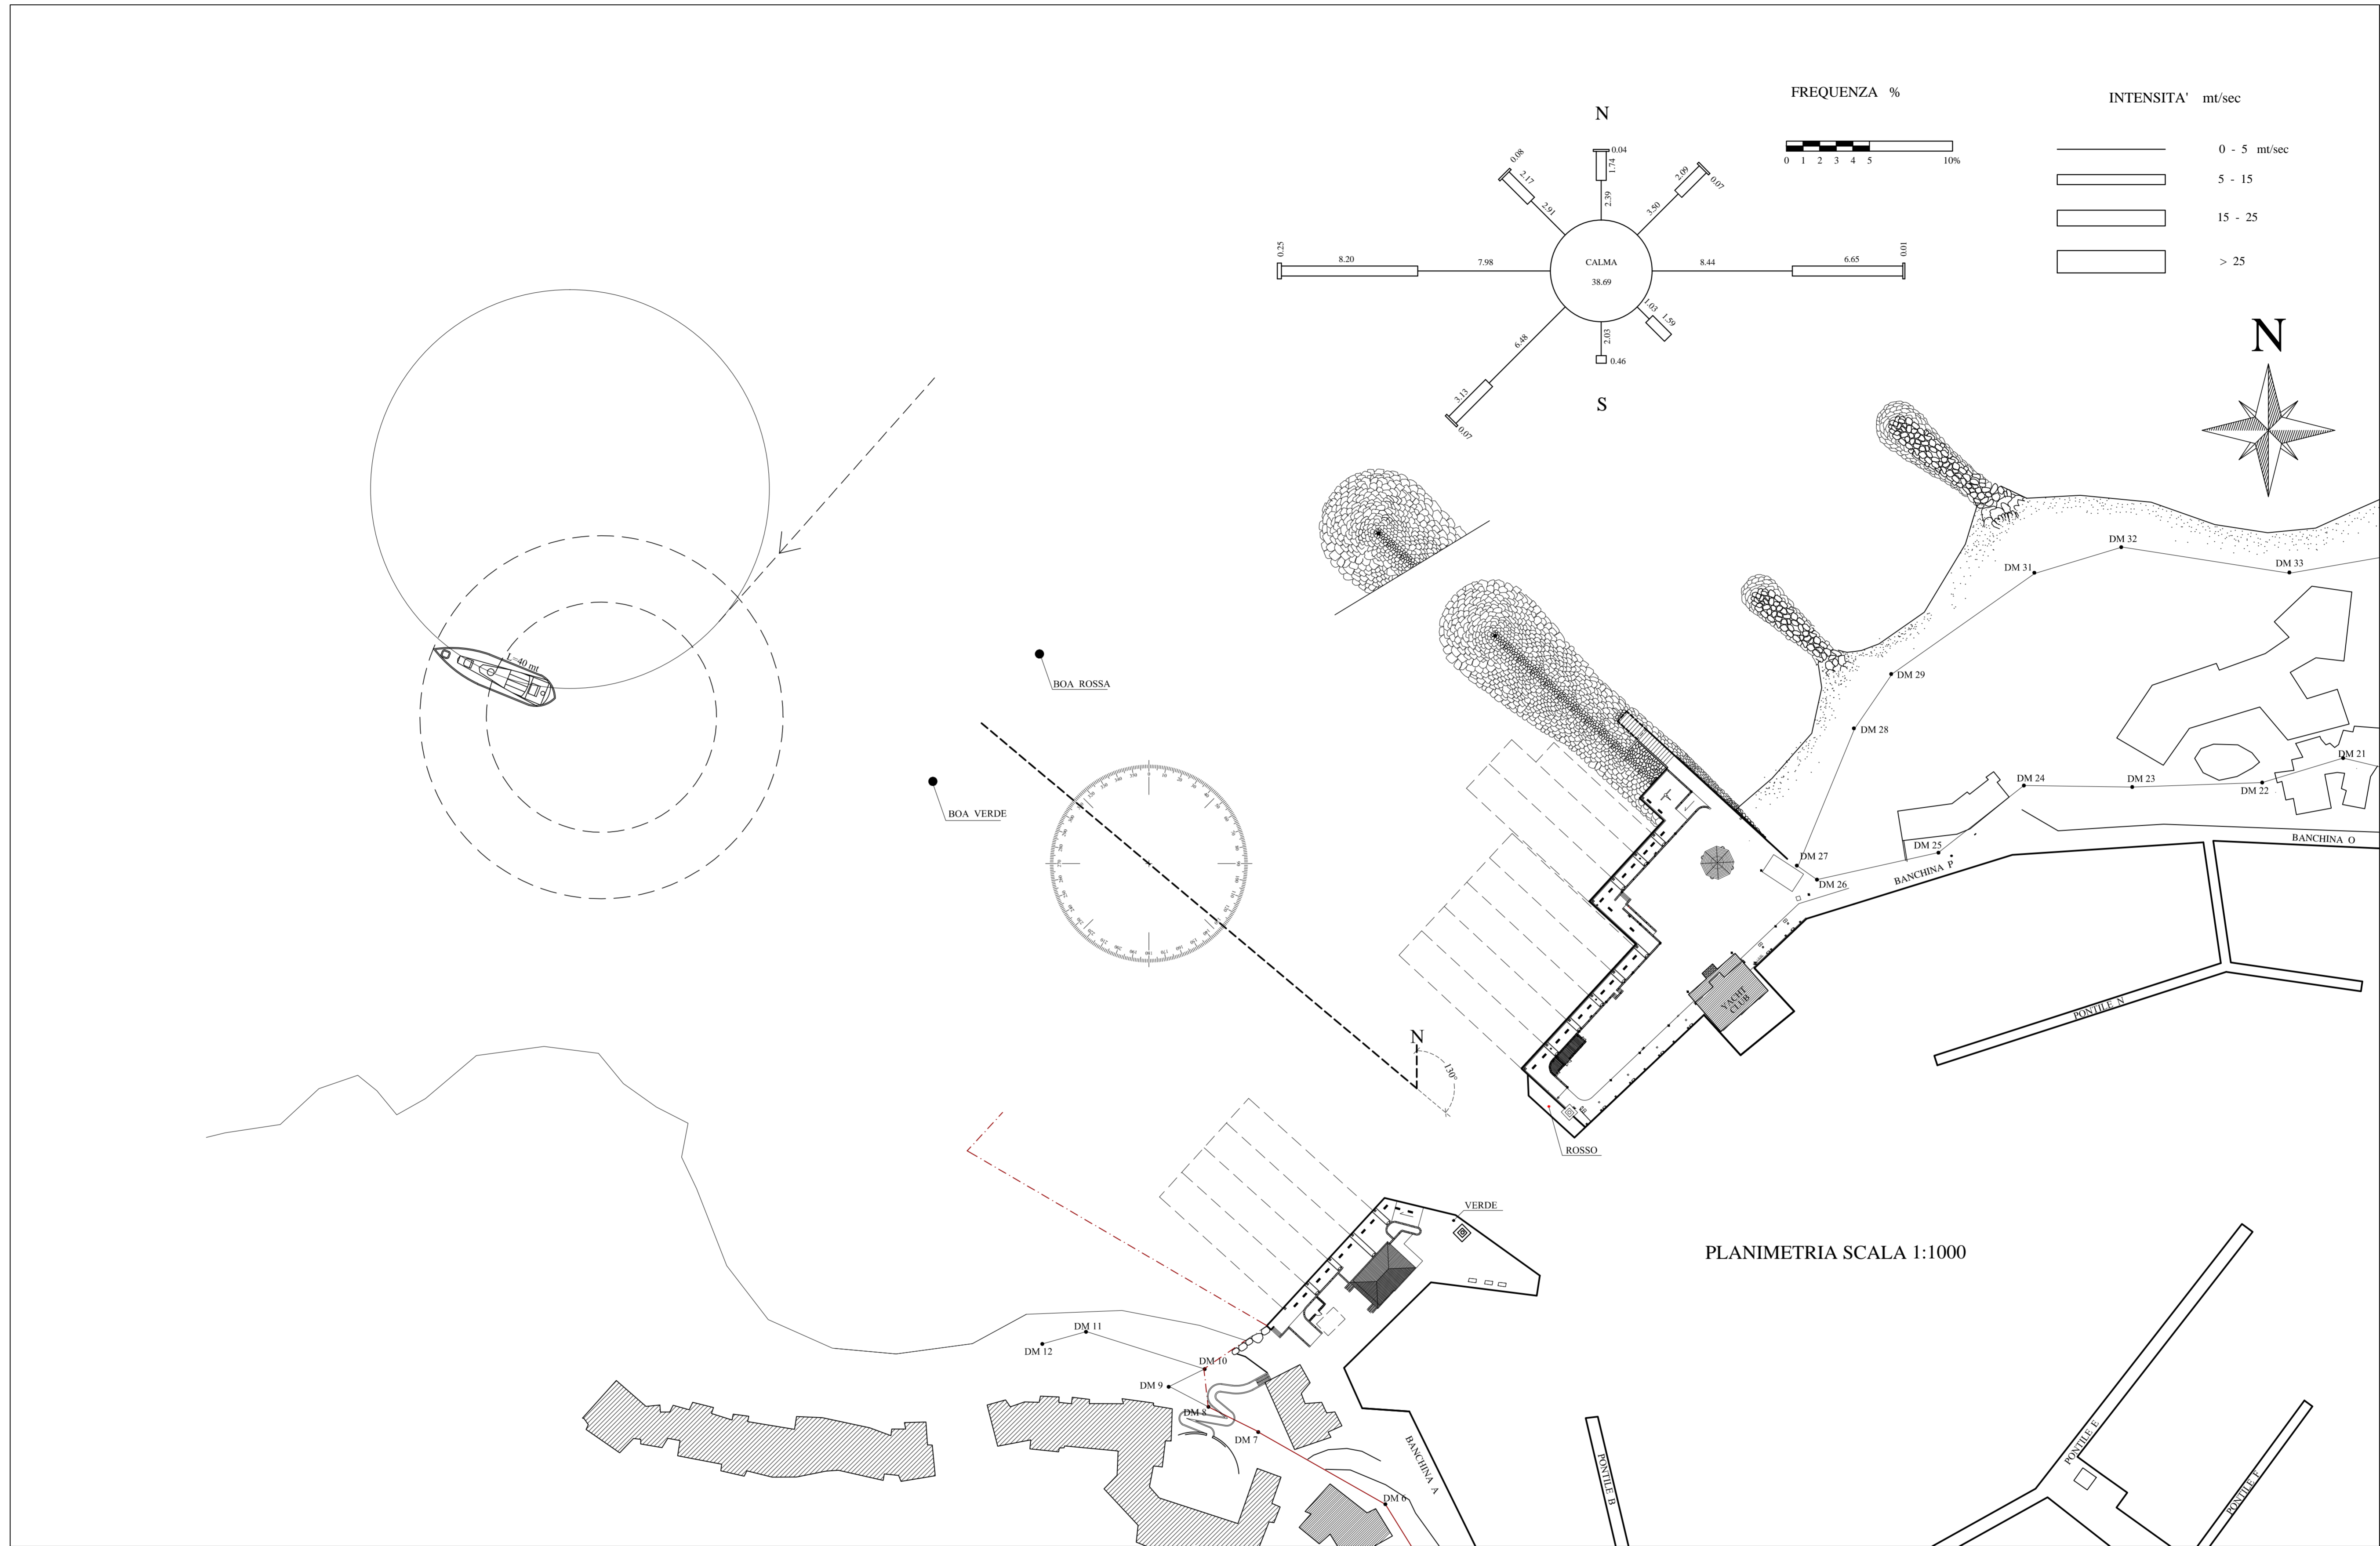 FREQUENZA %
0 1 2 3 4 5 10%
INTENSITA' mt/sec
0 - 5 mt/sec
5 - 15
15 - 25
> 25
N
0.04
1.74
2.39
0.08
2.17
2.91
2.09
0.07
3.50
0.25
8.20
7.98
CALMA
38.69
8.44
6.65
0.01
1.03
1.59
2.03
0.46
6.48
3.13
0.07
S
N
L=40 mt
BOA ROSSA
BOA VERDE
DM 32
DM 31
DM 33
DM 29
DM 28
DM 21
DM 24
DM 23
DM 22
DM 25
DM 27
DM 26
BANCHINA O
BANCHINA P
YACHT
CLUB
PONTILE N
N
130°
ROSSO
VERDE
PLANIMETRIA SCALA 1:1000
DM 11
DM 12
DM 10
DM 9
DM 8
DM 7
DM 6
BANCHINA A
PONTILE B
PONTILE E
PONTILE F